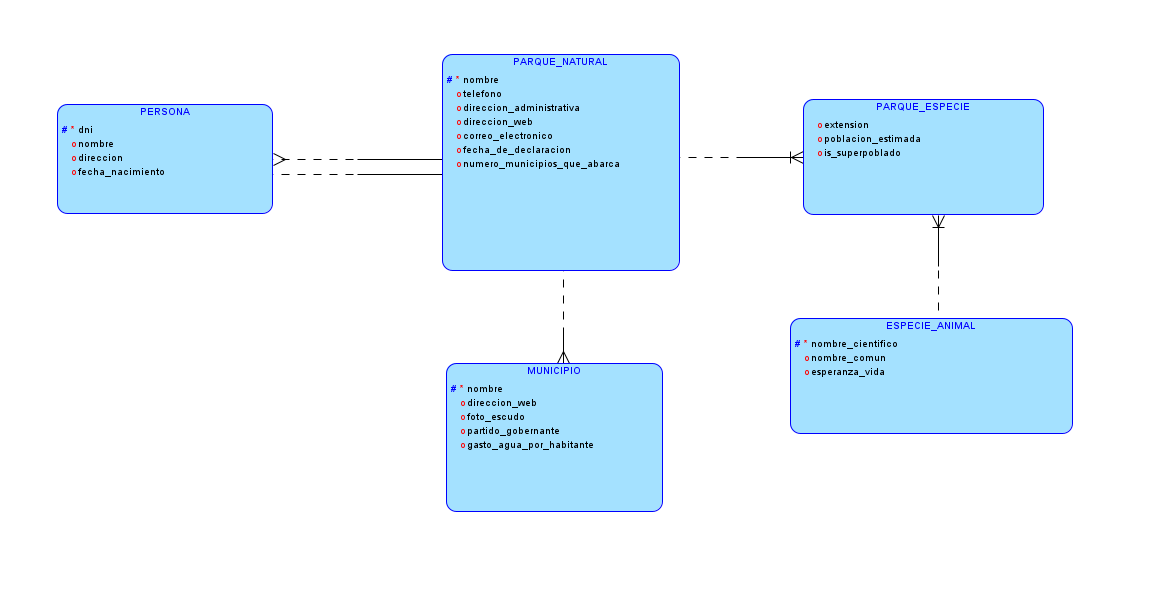 PERSONA
# * dni
o nombre
o direccion
o fecha_nacimiento
PARQUE_NATURAL
# * nombre
o telefono
o direccion_administrativa
o direccion_web
o correo_electronico
o fecha_de_declaracion
o numero_municipios_que_abarca
PARQUE_ESPECIE
o extension
o poblacion_estimada
o is_superpoblado
MUNICIPIO
# * nombre
o direccion_web
o foto_escudo
o partido_gobernante
o gasto_agua_por_habitante
ESPECIE_ANIMAL
# * nombre_cientifico
o nombre_comun
o esperanza_vida